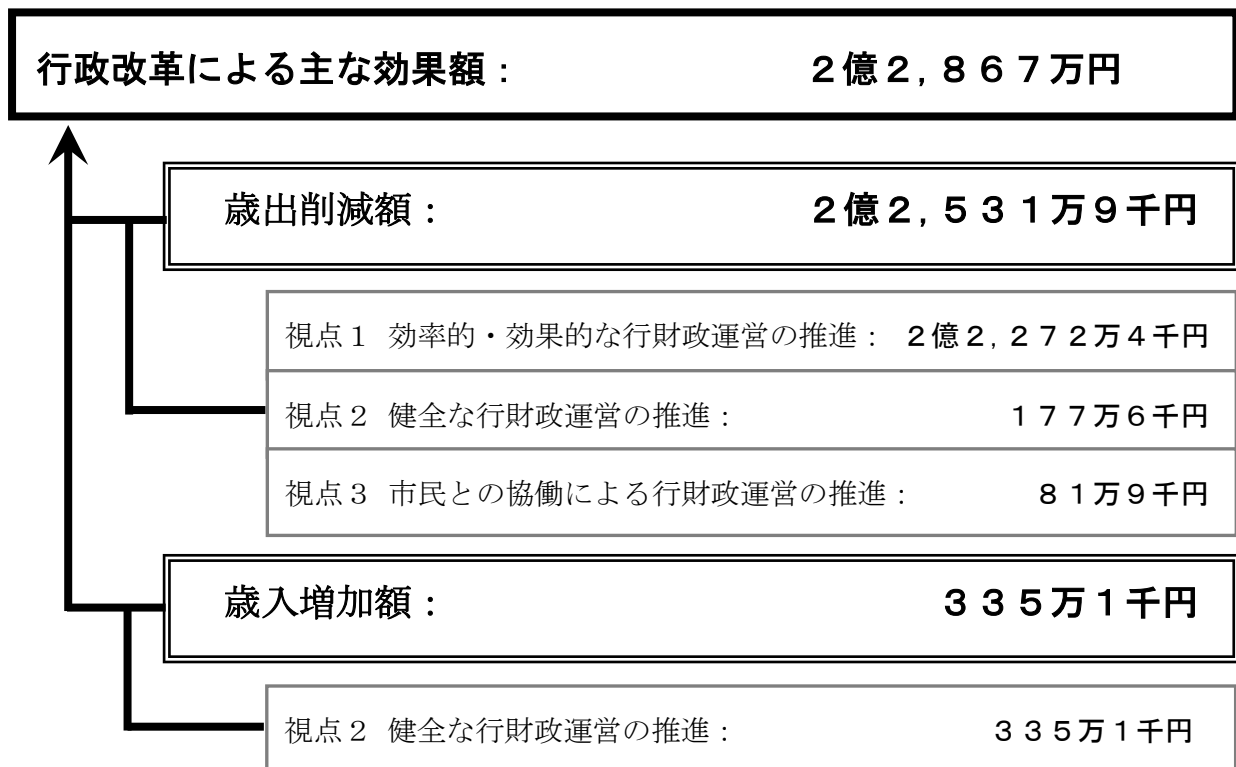 行政改革による主な効果額： ２億２，８６７万円
歳出削減額： ２億２，５３１万９千円
視点１ 効率的・効果的な行財政運営の推進： ２億２，２７２万４千円
視点２ 健全な行財政運営の推進： １７７万６千円
視点３ 市民との協働による行財政運営の推進： ８１万９千円
歳入増加額： ３３５万１千円
視点２ 健全な行財政運営の推進： ３３５万１千円